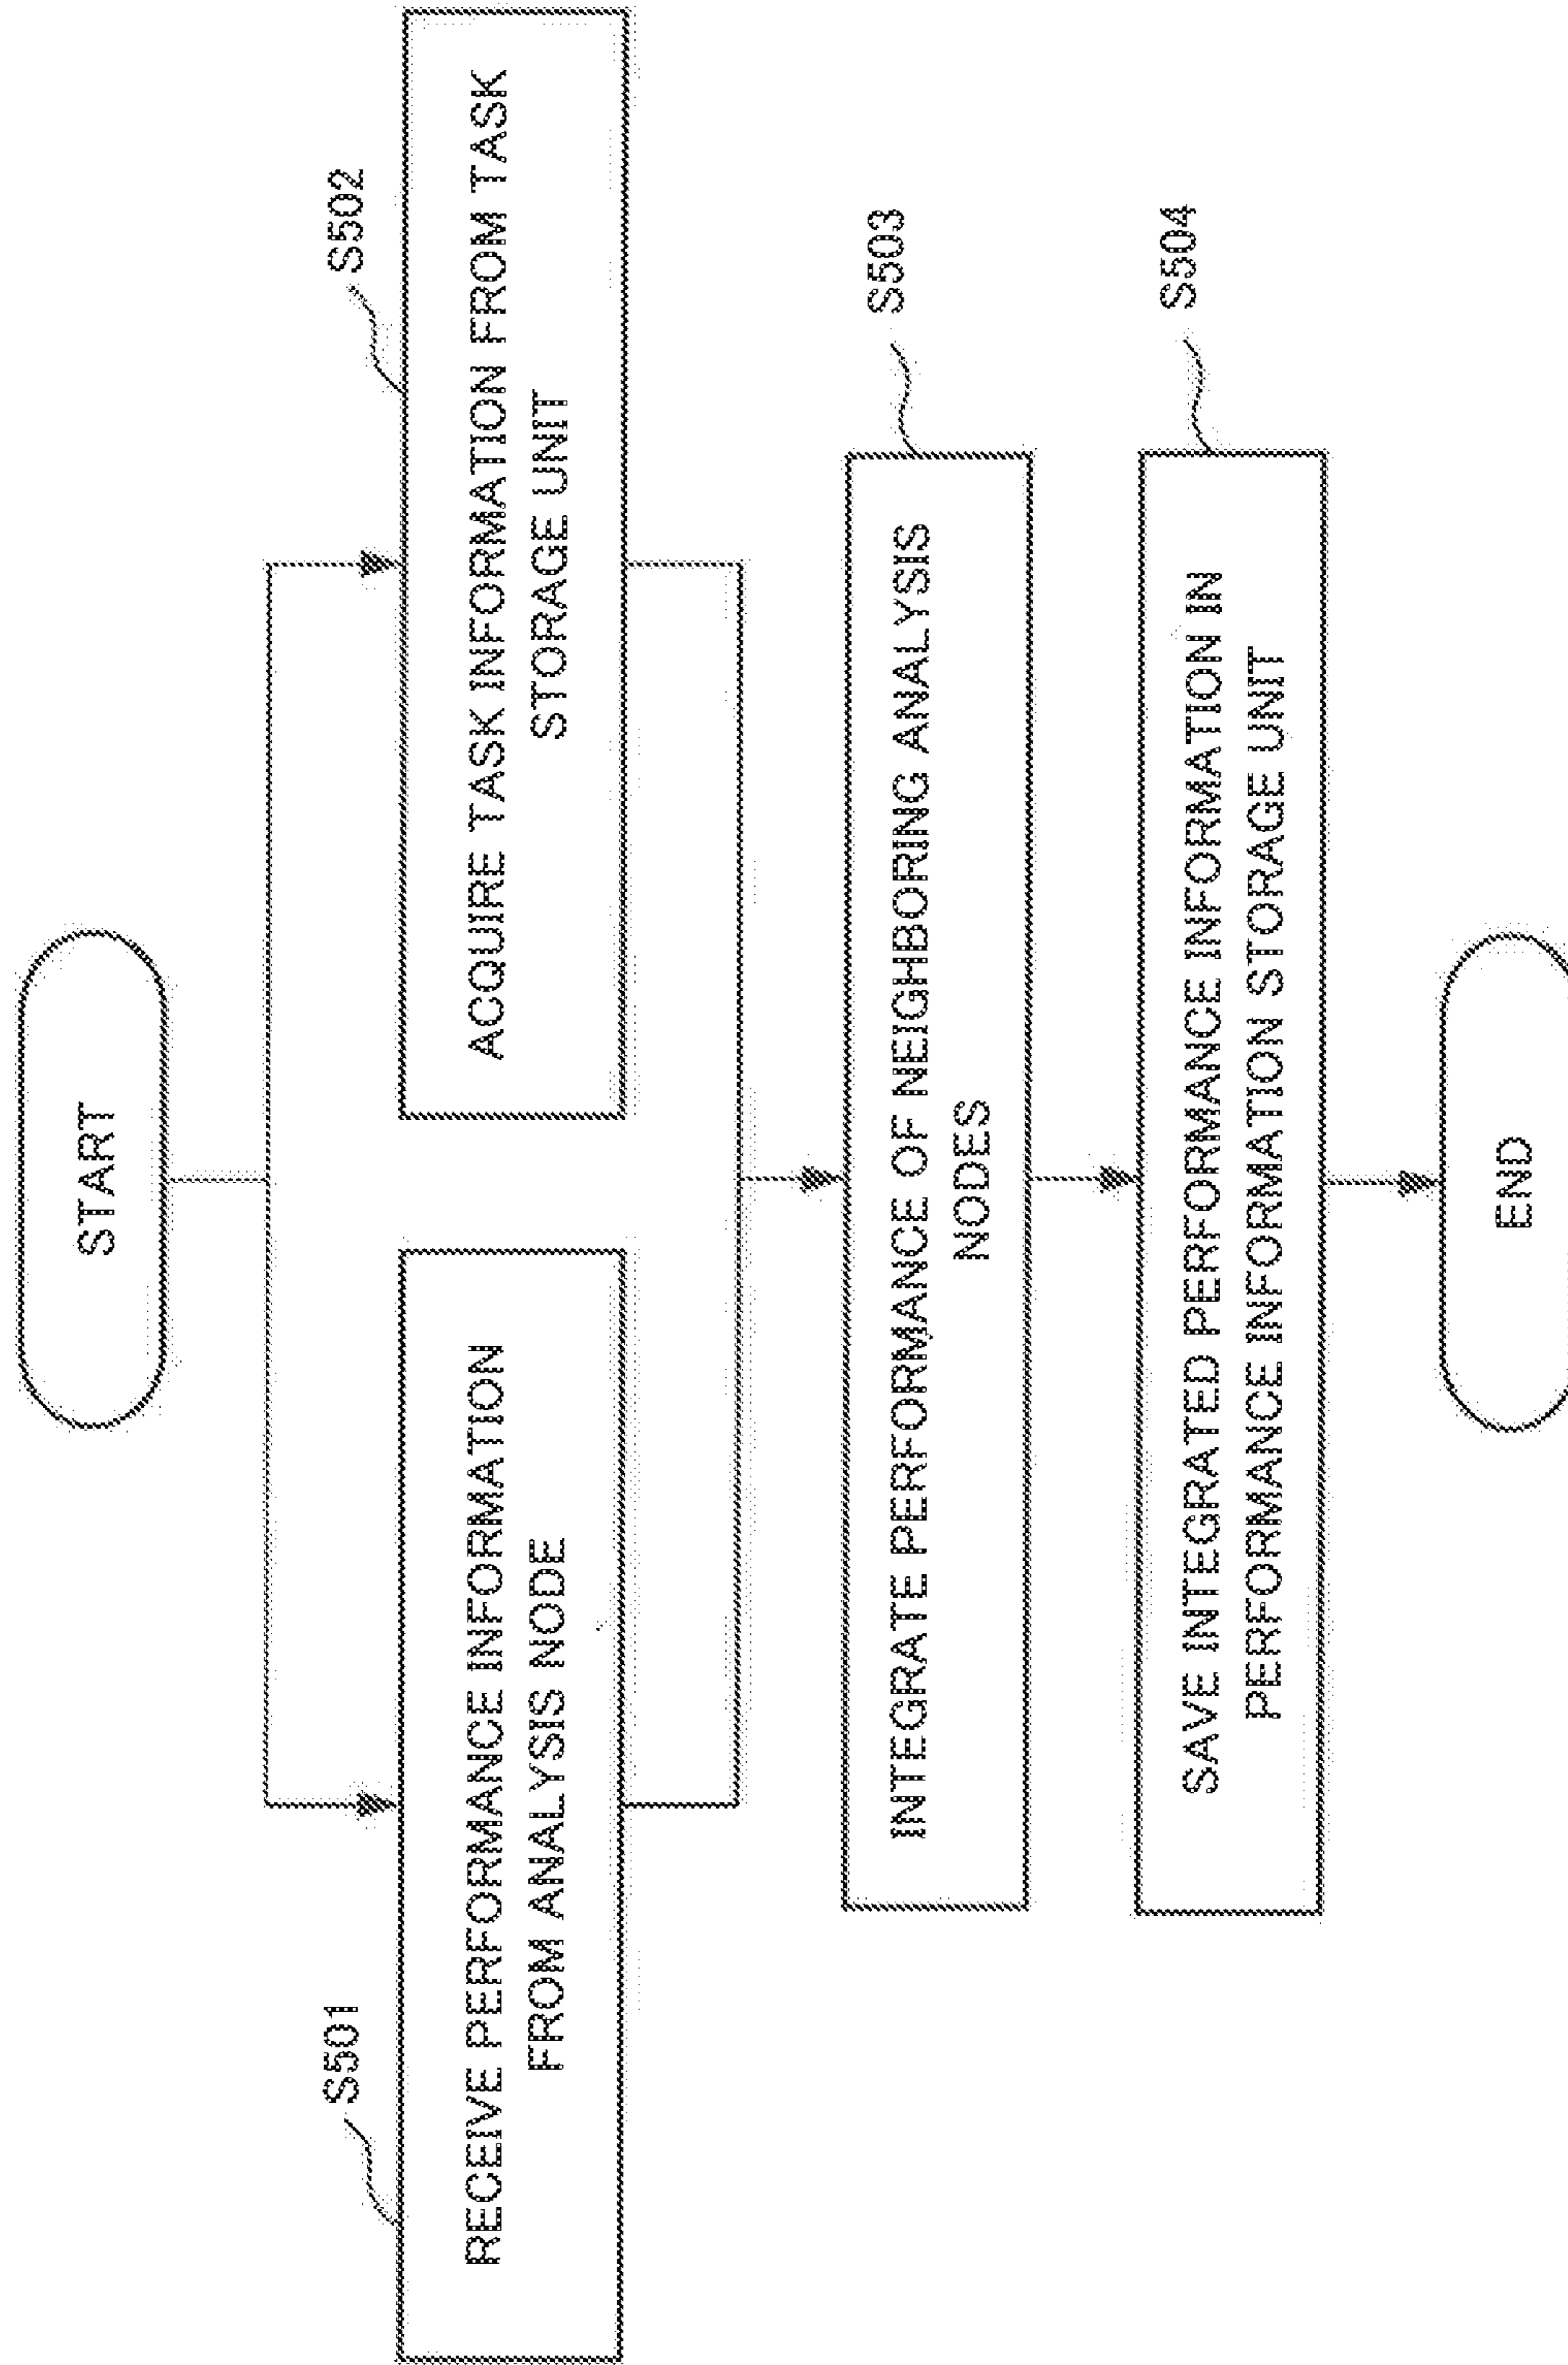 START
S501
RECEIVE PERFORMANCE INFORMATION
FROM ANALYSIS NODE
S502
ACQUIRE TASK INFORMATION FROM TASK
STORAGE UNIT
S503
INTEGRATE PERFORMANCE OF NEIGHBORING ANALYSIS
NODES
S504
SAVE INTEGRATED PERFORMANCE INFORMATION IN
PERFORMANCE INFORMATION STORAGE UNIT
END